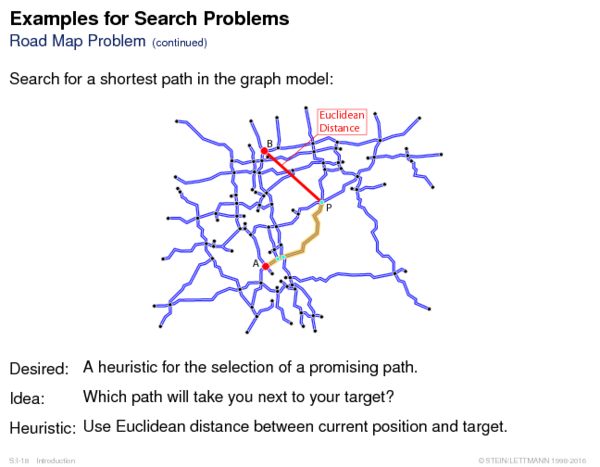 Examples for Search Problems
Road Map Problem (continued)
Search for a shortest path in the graph model:
Euclidean
Distance
B
P
A
Desired: A heuristic for the selection of a promising path.
Idea: Which path will take you next to your target?
Heuristic: Use Euclidean distance between current position and target.
S:I-18 Introduction © STEIN/LETTMANN 1998-2016